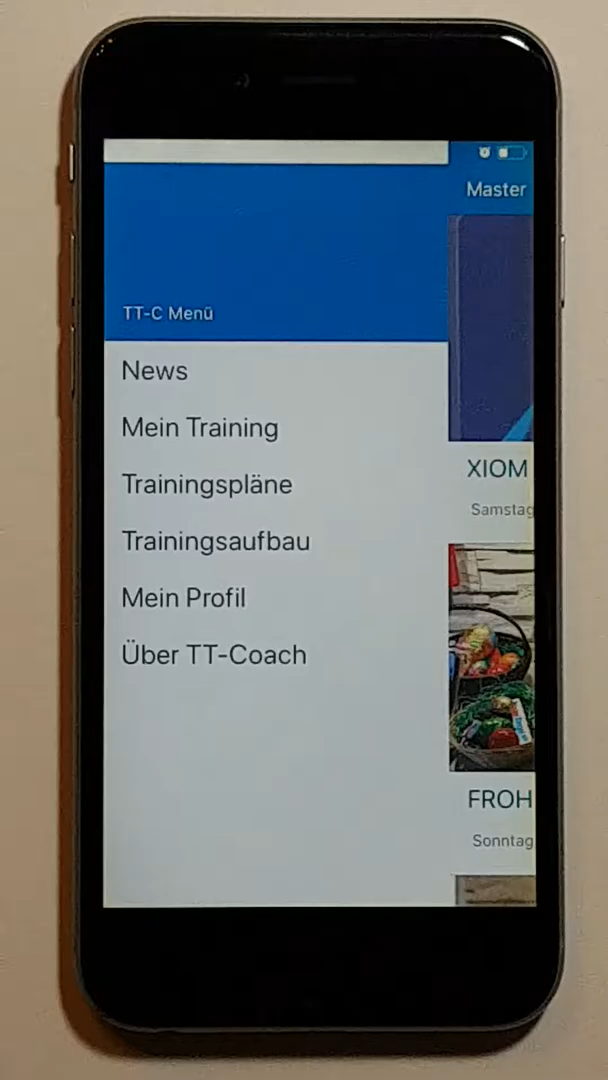 Master
TT-C Menü
News
Mein Training
Trainingspläne
Trainingsaufbau
Mein Profil
Über TT-Coach
XIOM
Samstag
FROH
Sonntag